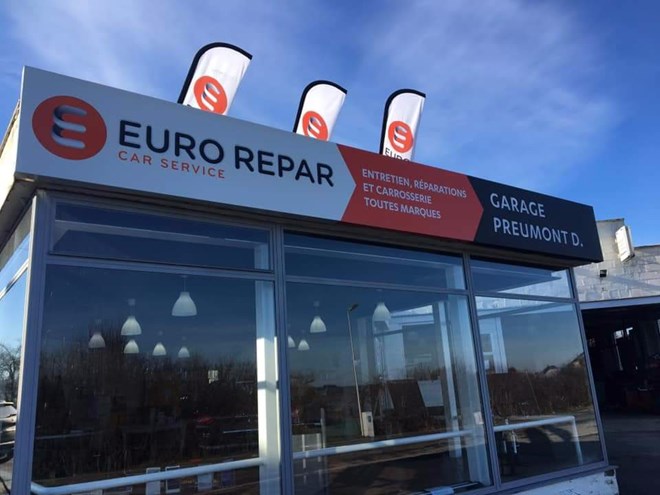 EURO REPAR
CAR SERVICE
ENTRETIEN, RÉPARATIONS
ET CARROSSERIE
TOUTES MARQUES
GARAGE
PREUMONT D.